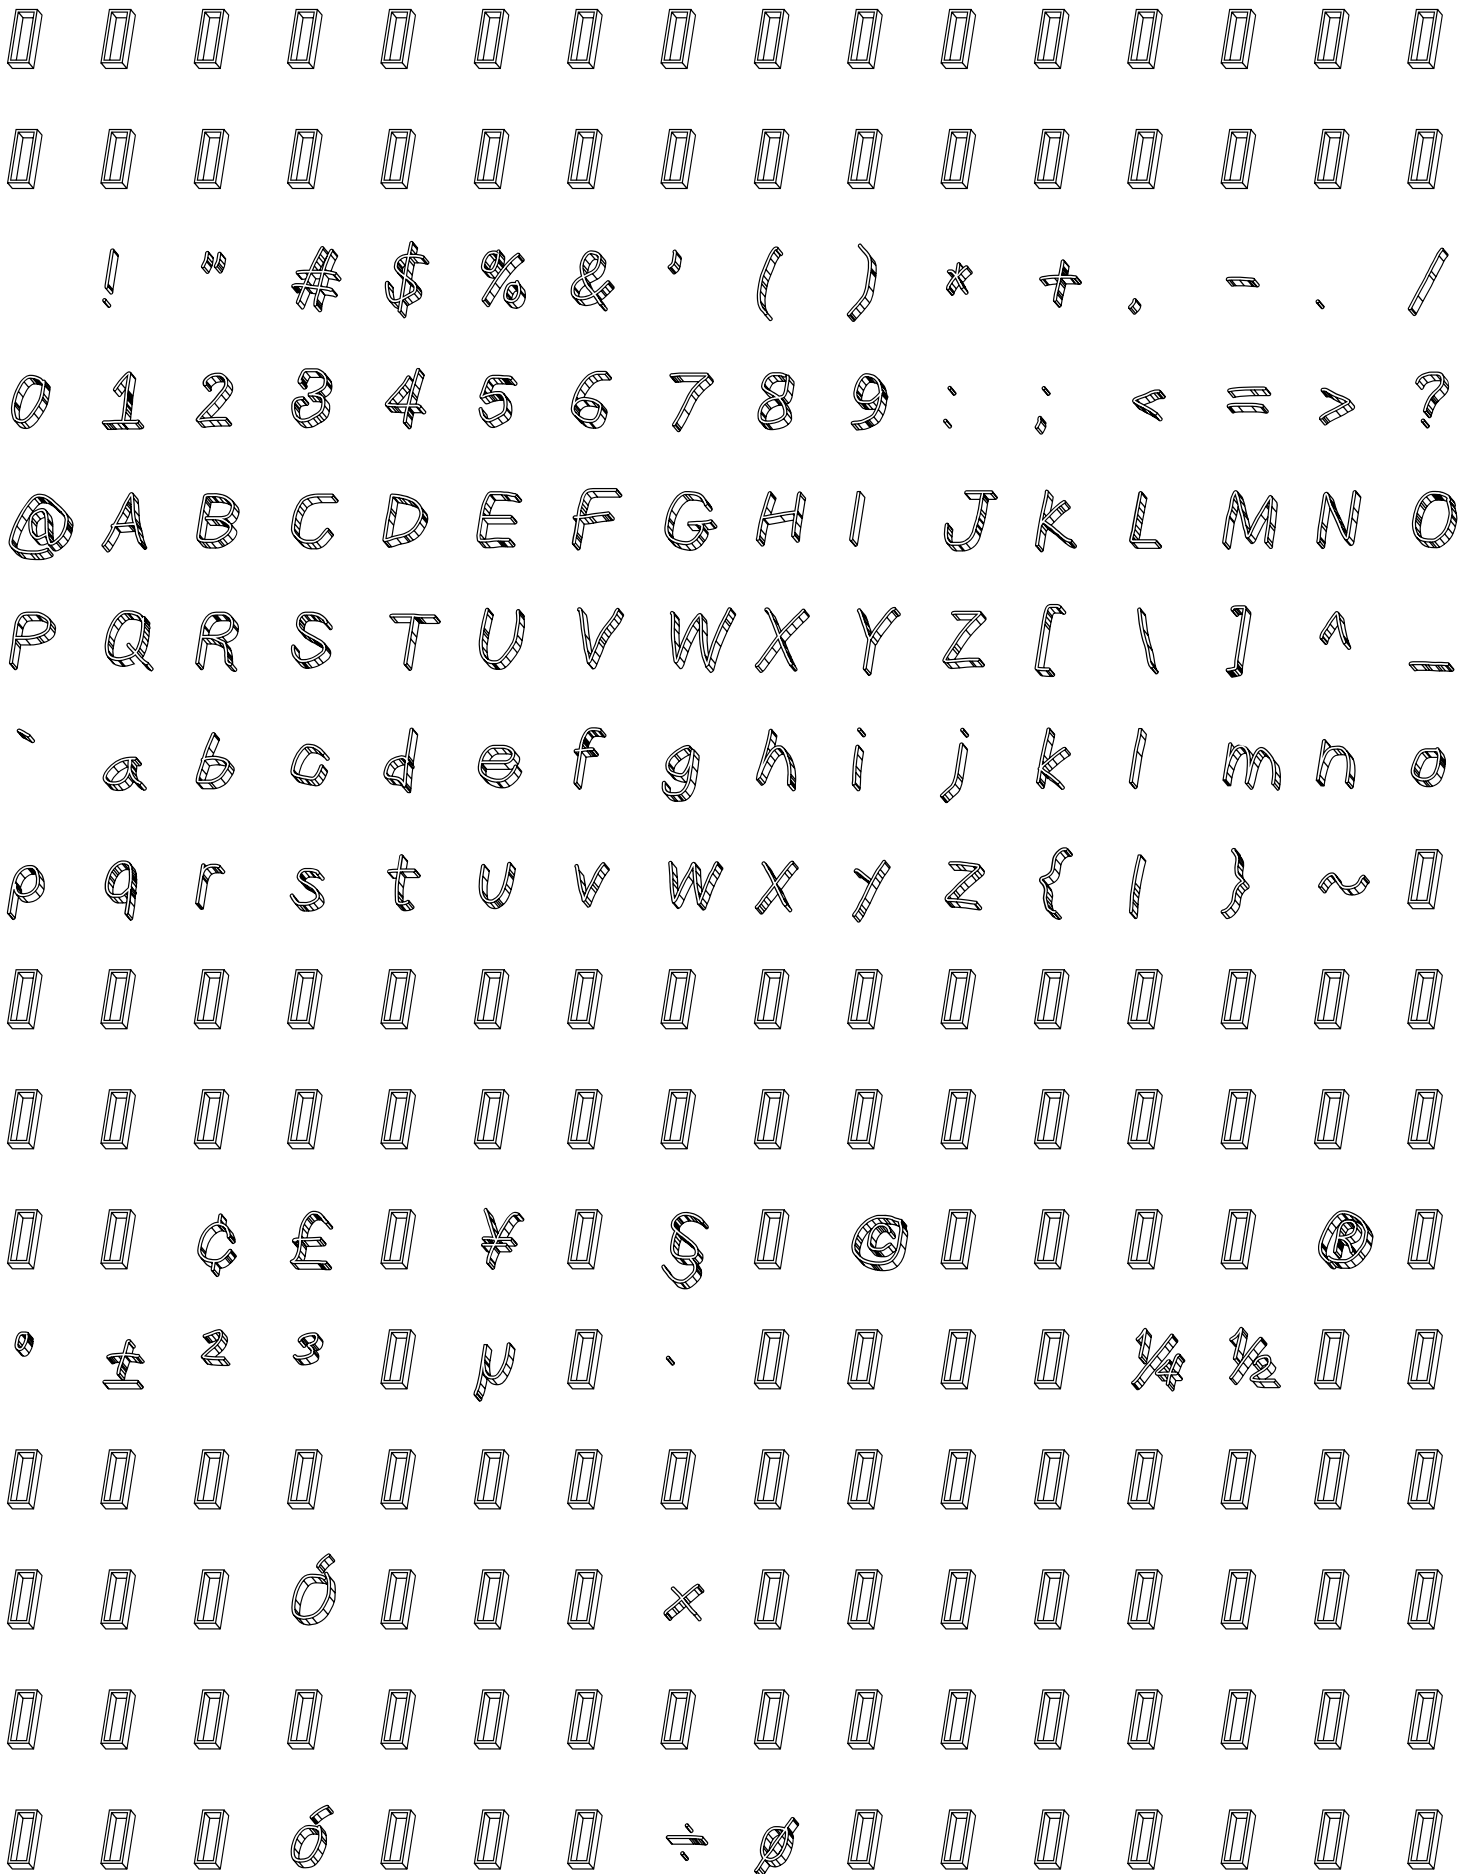 ! " # $ % & ' ( ) * + , - . /
0 1 2 3 4 5 6 7 8 9 : ; < = > ?
@ A B C D E F G H I J K L M N O
P Q R S T U V W X Y Z [ \ ] ^ _
` a b c d e f g h i j k l m n o
p q r s t u v w x y z { | } ~
¢ £ ¥ § © ®
° ± ² ³ µ · ¼ ½
Ó ×
ó ÷ ø